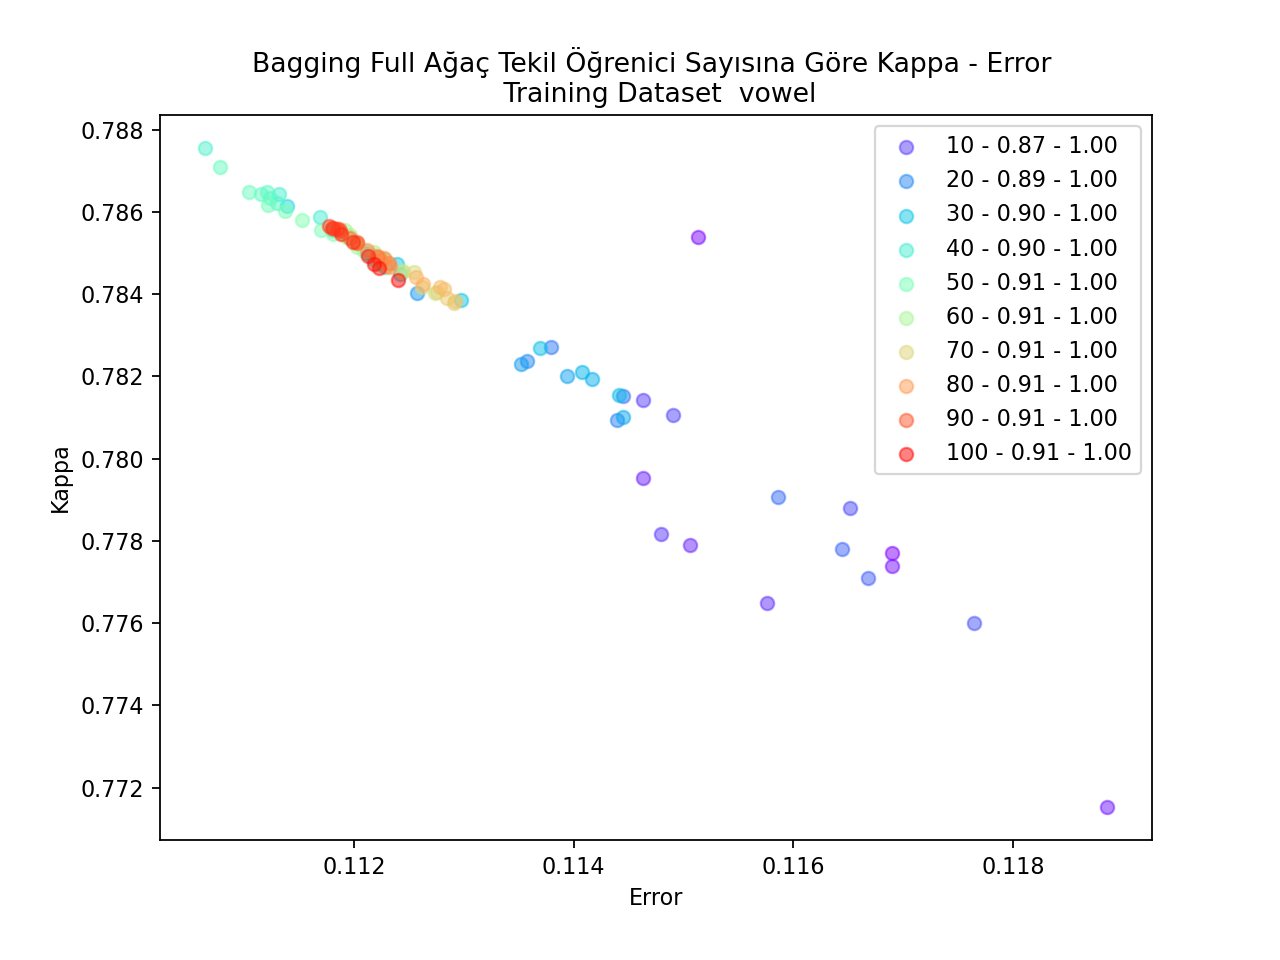 Bagging Full Ağaç Tekil Öğrenici Sayısına Göre Kappa - Error
Training Dataset  vowel
0.788
0.786
0.784
0.782
0.780
0.778
0.776
0.774
0.772
Kappa
10 - 0.87 - 1.00
20 - 0.89 - 1.00
30 - 0.90 - 1.00
40 - 0.90 - 1.00
50 - 0.91 - 1.00
60 - 0.91 - 1.00
70 - 0.91 - 1.00
80 - 0.91 - 1.00
90 - 0.91 - 1.00
100 - 0.91 - 1.00
0.112 0.114 0.116 0.118
Error